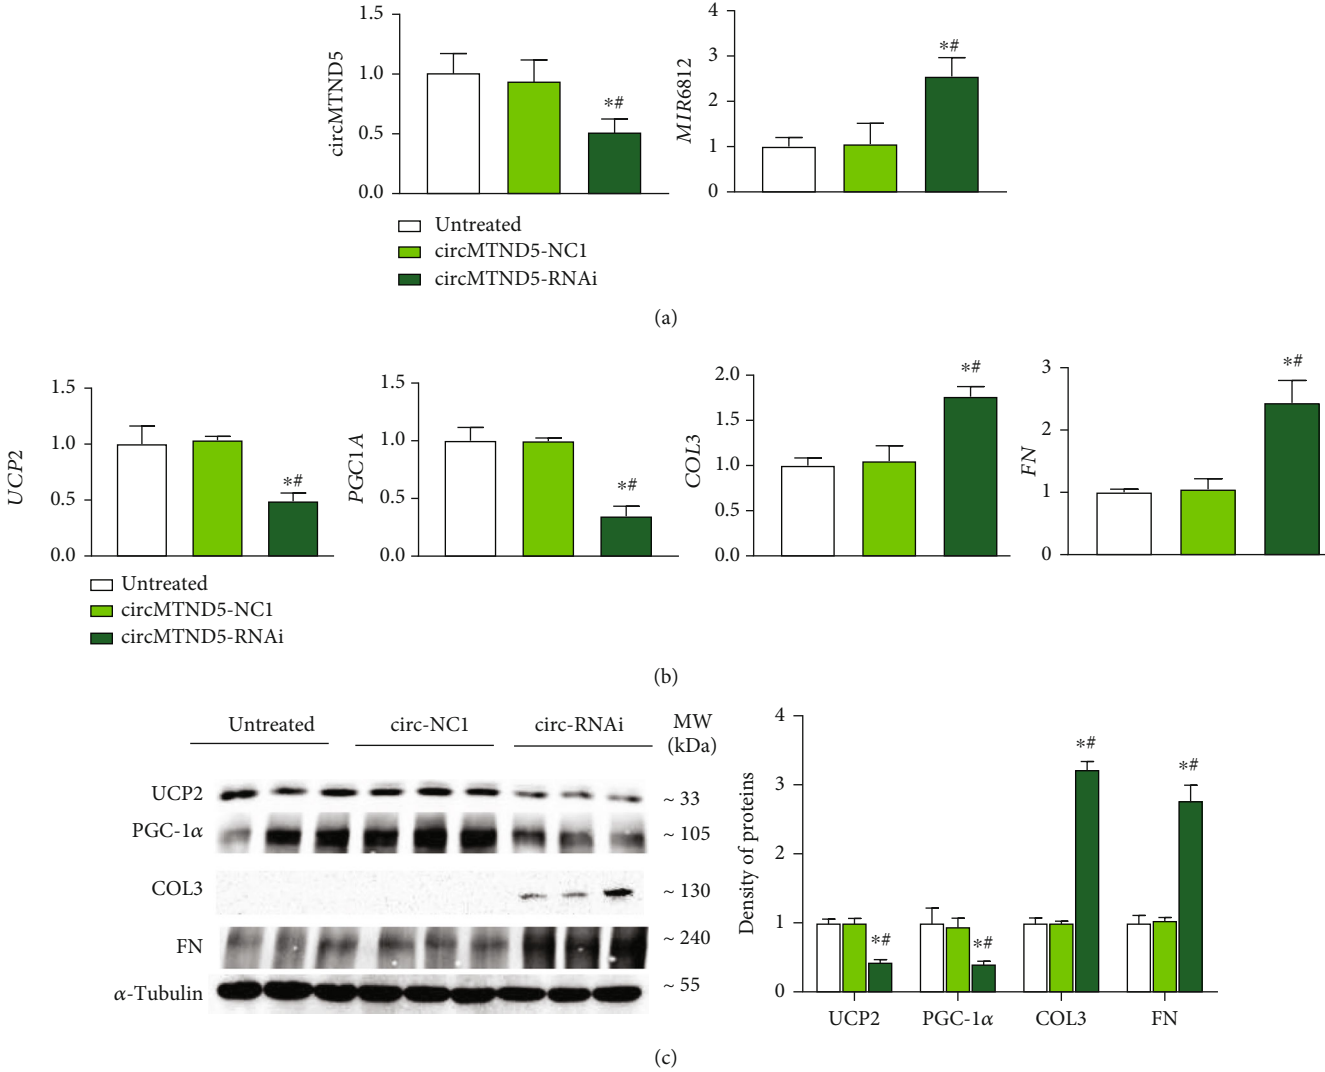 circMTND5
1.5
1.0
0.5
0.0
*#
MIR6812
4
3
2
1
0
*#
Untreated
circMTND5-NC1
circMTND5-RNAi
(a)
UCP2
1.5
1.0
0.5
0.0
*#
PGC1A
1.5
1.0
0.5
0.0
*#
COL3
2.0
1.5
1.0
0.5
0.0
*#
FN
3
2
1
0
*#
Untreated
circMTND5-NC1
circMTND5-RNAi
(b)
Untreated circ-NC1 circ-RNAi MW
(kDa)
UCP2 ~ 33
PGC-1α ~ 105
COL3 ~ 130
FN ~ 240
α-Tubulin ~ 55
Density of proteins
4
3
2
1
0
*#
*#
*#
*#
UCP2 PGC-1α COL3 FN
(c)